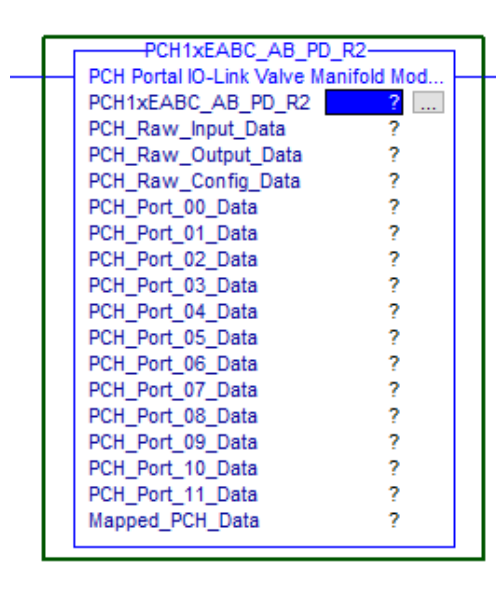 PCH1xEABC_AB_PD_R2
PCH Portal IO-Link Valve Manifold Mod...
PCH1xEABC_AB_PD_R2 ? ...
PCH_Raw_Input_Data ?
PCH_Raw_Output_Data ?
PCH_Raw_Config_Data ?
PCH_Port_00_Data ?
PCH_Port_01_Data ?
PCH_Port_02_Data ?
PCH_Port_03_Data ?
PCH_Port_04_Data ?
PCH_Port_05_Data ?
PCH_Port_06_Data ?
PCH_Port_07_Data ?
PCH_Port_08_Data ?
PCH_Port_09_Data ?
PCH_Port_10_Data ?
PCH_Port_11_Data ?
Mapped_PCH_Data ?